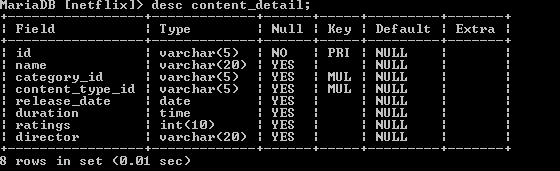 MariaDB [netflix]> desc content_detail;
+-----------------+-------------+------+-----+---------+-------+
| Field           | Type        | Null | Key | Default | Extra |
+-----------------+-------------+------+-----+---------+-------+
| id              | varchar(5)  | NO   | PRI | NULL    |       |
| name            | varchar(20) | YES  |     | NULL    |       |
| category_id     | varchar(5)  | YES  | MUL | NULL    |       |
| content_type_id | varchar(5)  | YES  | MUL | NULL    |       |
| release_date    | date        | YES  |     | NULL    |       |
| duration        | time        | YES  |     | NULL    |       |
| ratings         | int(10)     | YES  |     | NULL    |       |
| director        | varchar(20) | YES  |     | NULL    |       |
+-----------------+-------------+------+-----+---------+-------+
8 rows in set (0.01 sec)